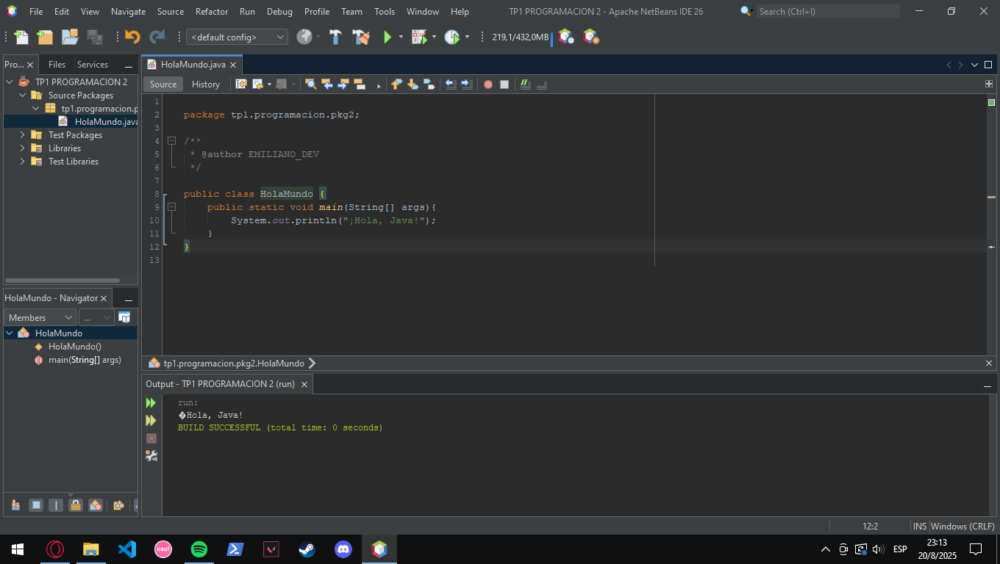 File Edit View Navigate Source Refactor Run Debug Profile Team Tools Window Help TP1 PROGRAMACION 2 - Apache NetBeans IDE 26 Search (Ctrl+I)
<default config> 219,1/432,0MB
Pro... Files Services
TP1 PROGRAMACION 2
Source Packages
tp1.programacion.p
HolaMundo.java
Test Packages
Libraries
Test Libraries
HolaMundo - Navigator
Members ...
HolaMundo
HolaMundo()
main(String[] args)
HolaMundo.java
Source History
1
2 package tp1.programacion.pkg2;
3
4 /**
5 * @author EMILIANO_DEV
6 */
7
8 public class HolaMundo {
9 public static void main(String[] args){
10 System.out.println("¡Hola, Java!");
11 }
12 }
13
tp1.programacion.pkg2.HolaMundo
Output - TP1 PROGRAMACION 2 (run)
run:
�Hola, Java!
BUILD SUCCESSFUL (total time: 0 seconds)
12:2 INS Windows (CRLF)
osu!
ESP
23:13
20/8/2025